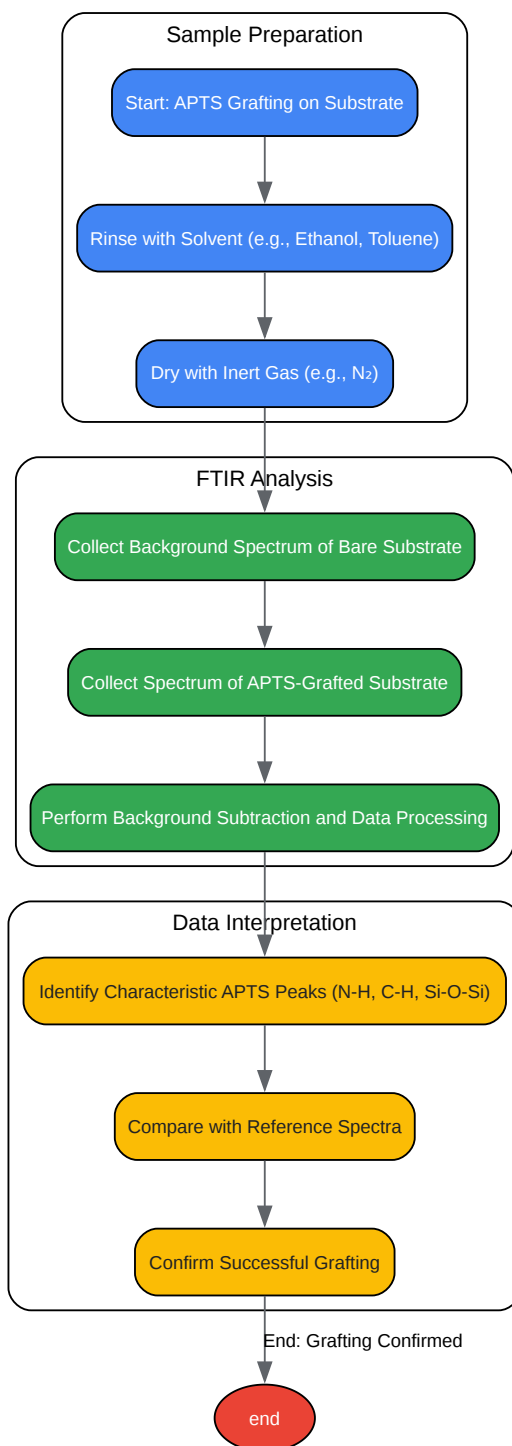 Sample Preparation
Start: APTS Grafting on Substrate
Rinse with Solvent (e.g., Ethanol, Toluene)
Dry with Inert Gas (e.g., N₂)
FTIR Analysis
Collect Background Spectrum of Bare Substrate
Collect Spectrum of APTS-Grafted Substrate
Perform Background Subtraction and Data Processing
Data Interpretation
Identify Characteristic APTS Peaks (N-H, C-H, Si-O-Si)
Compare with Reference Spectra
Confirm Successful Grafting
End: Grafting Confirmed
end